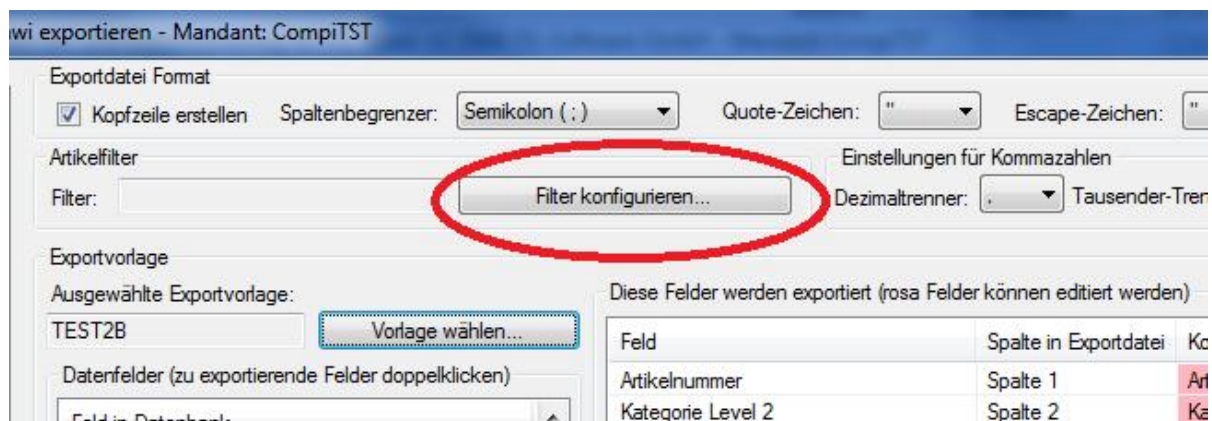 wi exportieren - Mandant: CompiTST
Exportdatei Format
Kopfzeile erstellen Spaltenbegrenzer: Semikolon ( ; ) Quote-Zeichen: " Escape-Zeichen: "
Artikelfilter Einstellungen für Kommazahlen
Filter: Filter konfigurieren... Dezimaltrenner: . Tausender-Tren
Exportvorlage
Ausgewählte Exportvorlage: Diese Felder werden exportiert (rosa Felder können editiert werden)
TEST2B Vorlage wählen... Feld Spalte in Exportdatei Ko
Datenfelder (zu exportierende Felder doppelklicken) Artikelnummer Spalte 1 Art
Feld in Datenbank Kategorie Level 2 Spalte 2 Ka